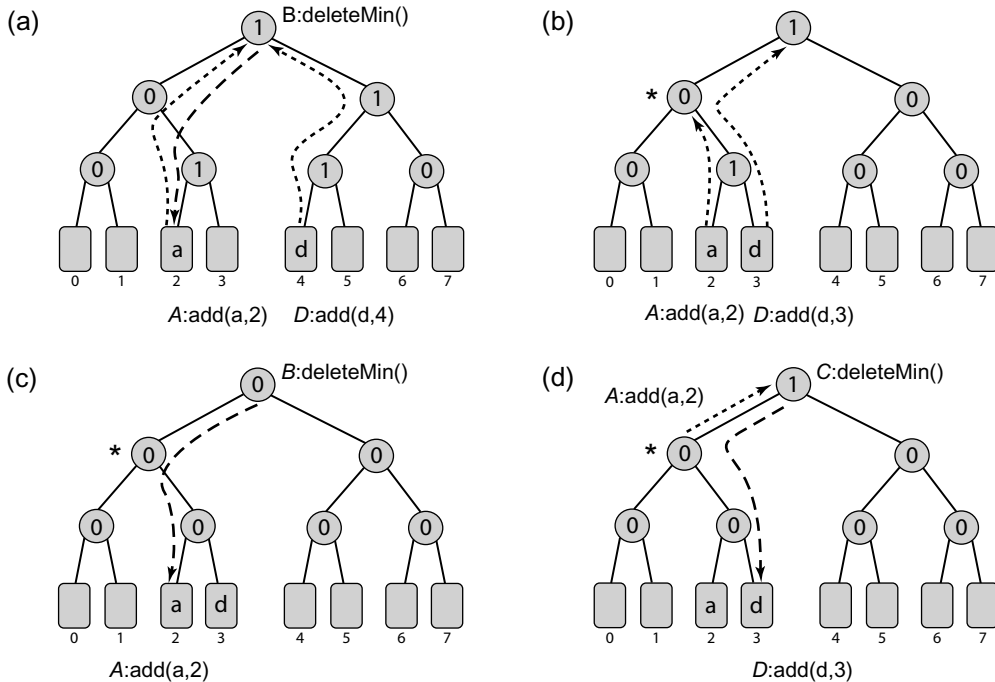 (a)
B:deleteMin()
1
0
1
0
1
1
0
a
d
0
1
2
3
4
5
6
7
A:add(a,2)
D:add(d,4)
(b)
1
*
0
0
0
1
0
0
a
d
0
1
2
3
4
5
6
7
A:add(a,2)
D:add(d,3)
(c)
B:deleteMin()
0
*
0
0
0
0
0
0
a
d
0
1
2
3
4
5
6
7
A:add(a,2)
(d)
C:deleteMin()
A:add(a,2)
1
*
0
0
0
0
0
0
a
d
0
1
2
3
4
5
6
7
D:add(d,3)